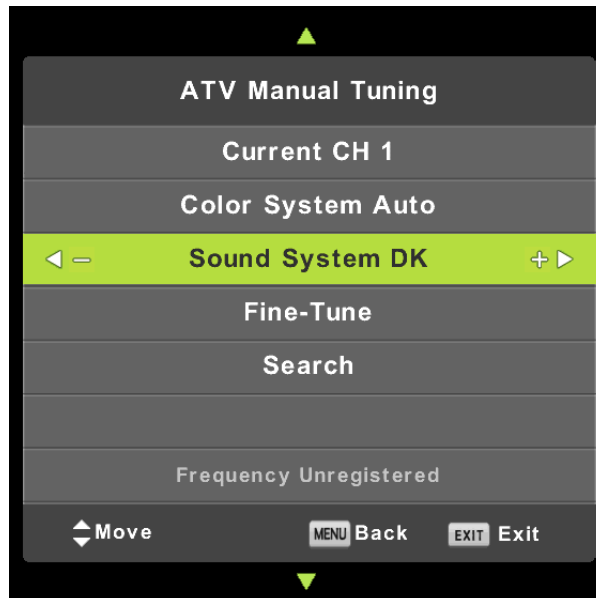 ATV Manual Tuning
Current CH 1
Color System Auto
Sound System DK
Fine-Tune
Search
Frequency Unregistered
Move MENU Back EXIT Exit